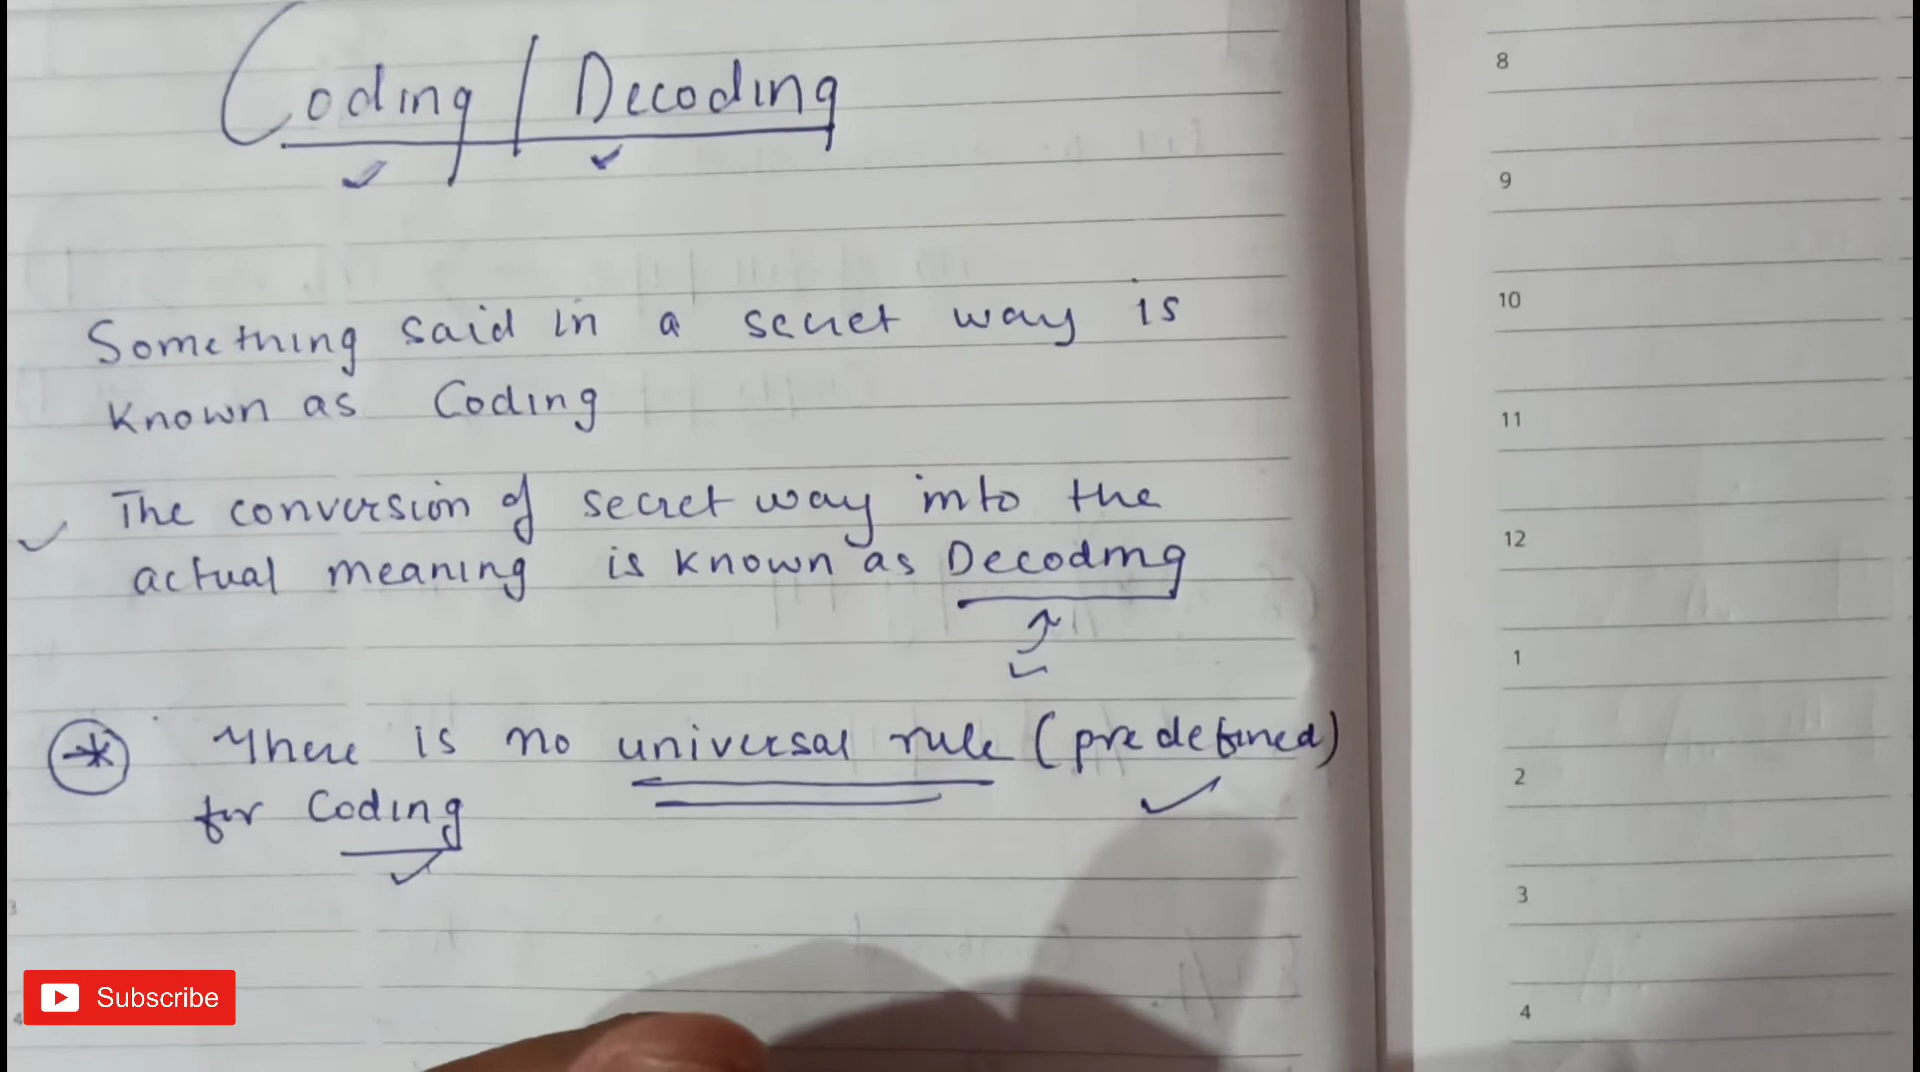 Coding / Decoding
Something said in a secret way is
known as Coding
The conversion of secret way into the
actual meaning is known as Decoding
* There is no universal rule (predefined)
for Coding
Subscribe
8
9
10
11
12
1
2
3
4
3
4